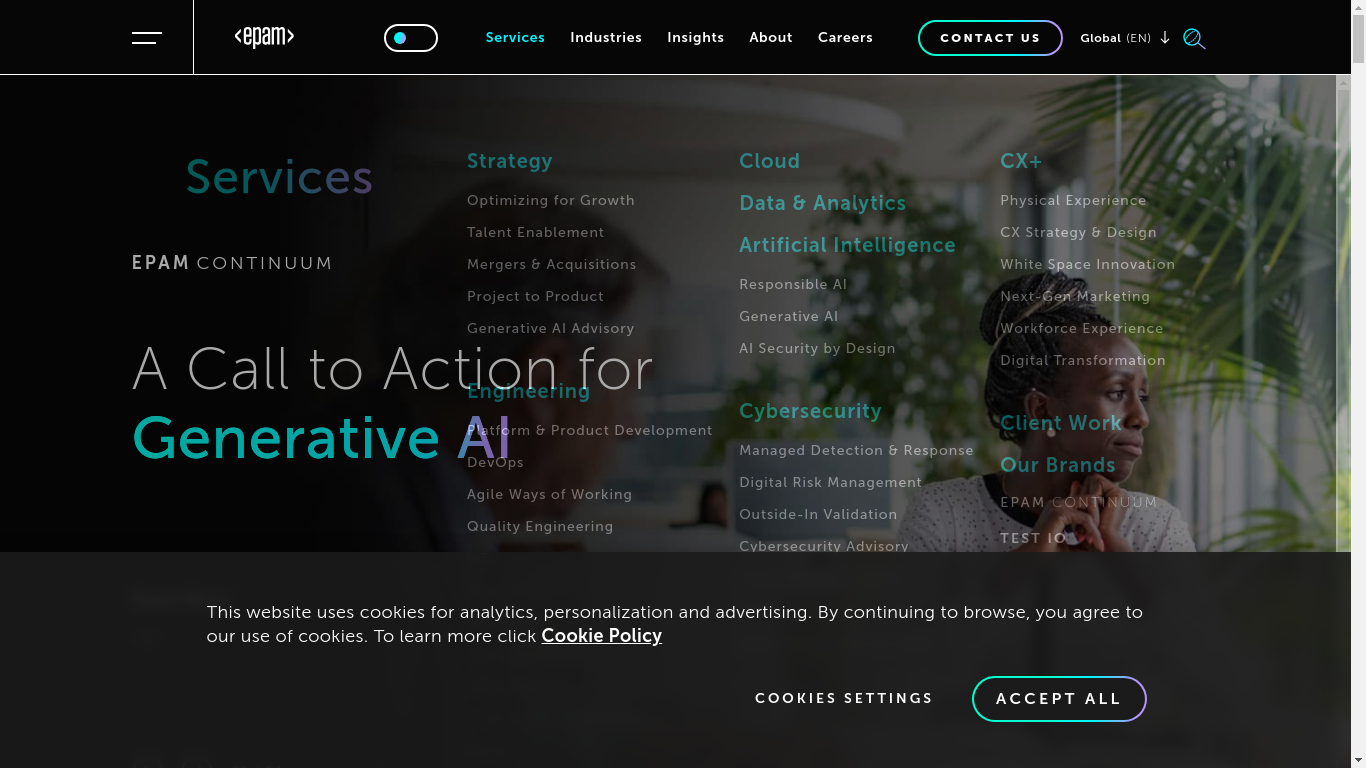 <epam>
Services
Industries
Insights
About
Careers
CONTACT US
Global (EN)
Services
EPAM CONTINUUM
A Call to Action for
Generative AI
Strategy
Optimizing for Growth
Talent Enablement
Mergers & Acquisitions
Project to Product
Generative AI Advisory
Engineering
Platform & Product Development
DevOps
Agile Ways of Working
Quality Engineering
Cloud
Data & Analytics
Artificial Intelligence
Responsible AI
Generative AI
AI Security by Design
Cybersecurity
Managed Detection & Response
Digital Risk Management
Outside-In Validation
Cybersecurity Advisory
CX+
Physical Experience
CX Strategy & Design
White Space Innovation
Next-Gen Marketing
Workforce Experience
Digital Transformation
Client Work
Our Brands
EPAM CONTINUUM
TEST IO
This website uses cookies for analytics, personalization and advertising. By continuing to browse, you agree to
our use of cookies. To learn more click Cookie Policy
COOKIES SETTINGS
ACCEPT ALL